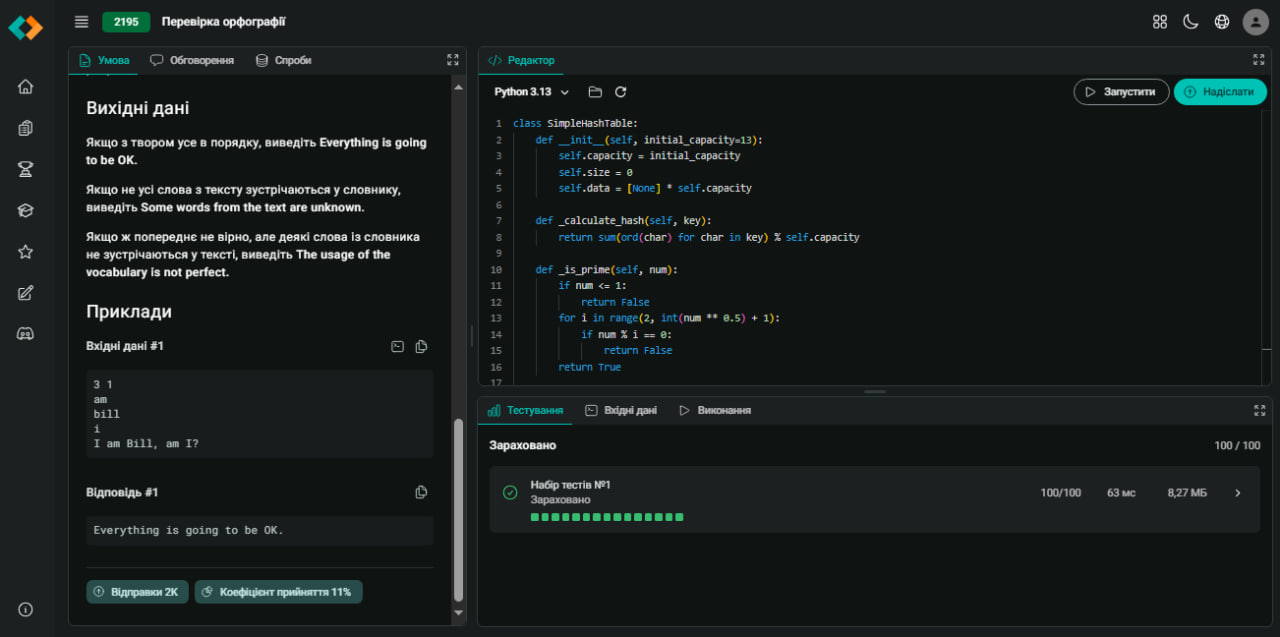 2195 Перевірка орфографії
Умова Обговорення Спроби
Вихідні дані
Якщо з твором усе в порядку, виведіть Everything is going
to be OK.
Якщо не усі слова з тексту зустрічаються у словнику,
виведіть Some words from the text are unknown.
Якщо ж попереднє не вірно, але деякі слова із словника
не зустрічаються у тексті, виведіть The usage of the
vocabulary is not perfect.
Приклади
Вхідні дані #1
3 1
am
bill
i
I am Bill, am I?
Відповідь #1
Everything is going to be OK.
Відправки 2K Коефіцієнт прийняття 11%
Редактор
Python 3.13 Запустити Надіслати
1 class SimpleHashTable:
2 def __init__(self, initial_capacity=13):
3 self.capacity = initial_capacity
4 self.size = 0
5 self.data = [None] * self.capacity
6
7 def _calculate_hash(self, key):
8 return sum(ord(char) for char in key) % self.capacity
9
10 def _is_prime(self, num):
11 if num <= 1:
12 return False
13 for i in range(2, int(num ** 0.5) + 1):
14 if num % i == 0:
15 return False
16 return True
17
Тестування Вхідні дані Виконання
Зараховано 100 / 100
Набір тестів №1
Зараховано
100/100 63 мс 8,27 МБ